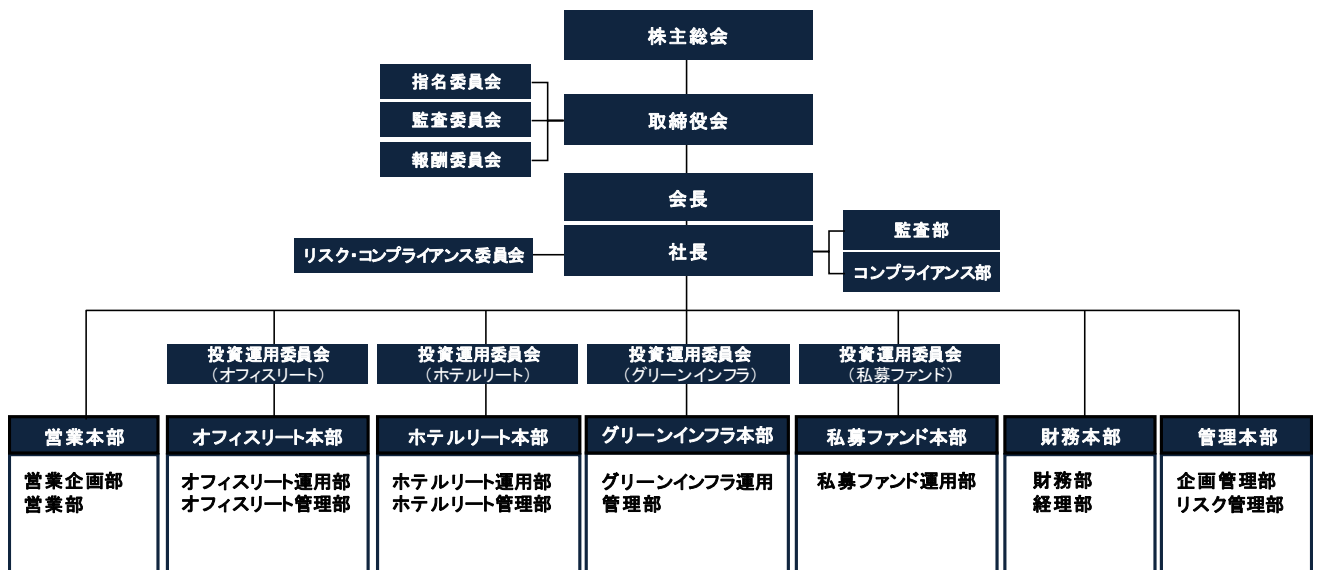 株主総会
指名委員会
監査委員会
報酬委員会
取締役会
会長
社長
リスク・コンプライアンス委員会
監査部
コンプライアンス部
投資運用委員会
（オフィスリート）
投資運用委員会
（ホテルリート）
投資運用委員会
（グリーンインフラ）
投資運用委員会
（私募ファンド）
営業本部
営業企画部
営業部
オフィスリート本部
オフィスリート運用部
オフィスリート管理部
ホテルリート本部
ホテルリート運用部
ホテルリート管理部
グリーンインフラ本部
グリーンインフラ運用
管理部
私募ファンド本部
私募ファンド運用部
財務本部
財務部
経理部
管理本部
企画管理部
リスク管理部